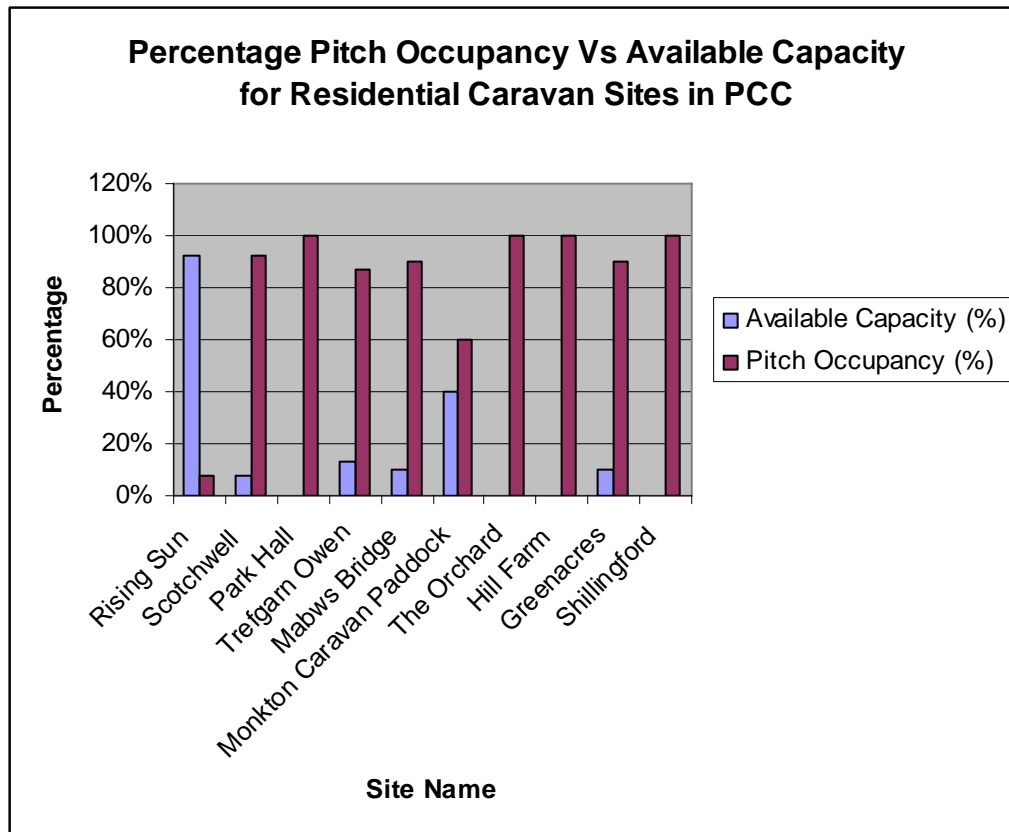 Percentage Pitch Occupancy Vs Available Capacity
for Residential Caravan Sites in PCC
120%
100%
80%
60%
40%
20%
0%
Percentage
Rising Sun
Scotchwell
Park Hall
Trefgarn Owen
Mabws Bridge
Monkton Caravan Paddock
The Orchard
Hill Farm
Greenacres
Shillingford
Site Name
Available Capacity (%)
Pitch Occupancy (%)